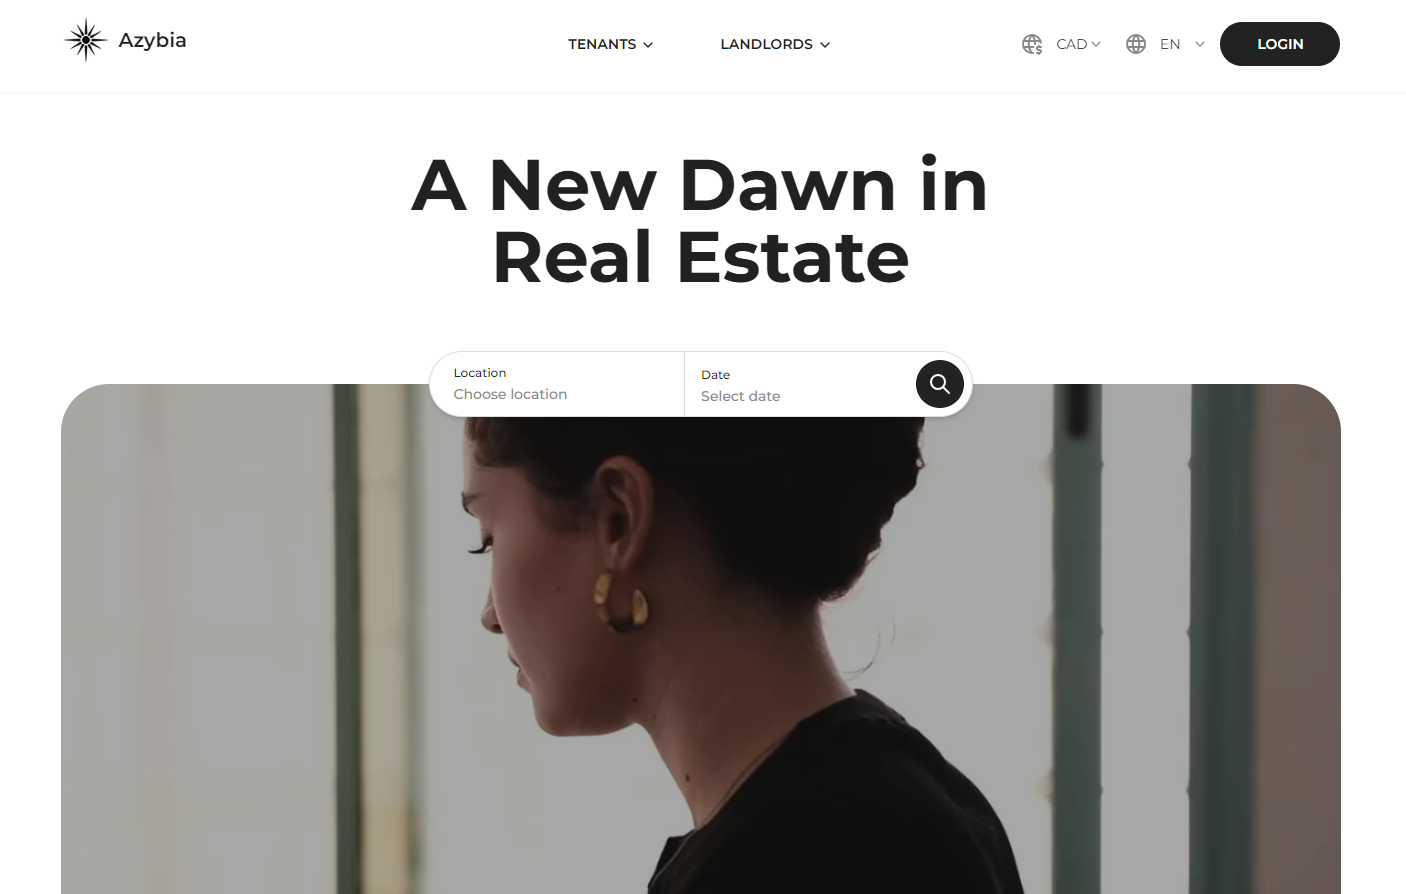 Azybia
TENANTS
LANDLORDS
CAD
EN
LOGIN
A New Dawn in
Real Estate
Location
Choose location
Date
Select date